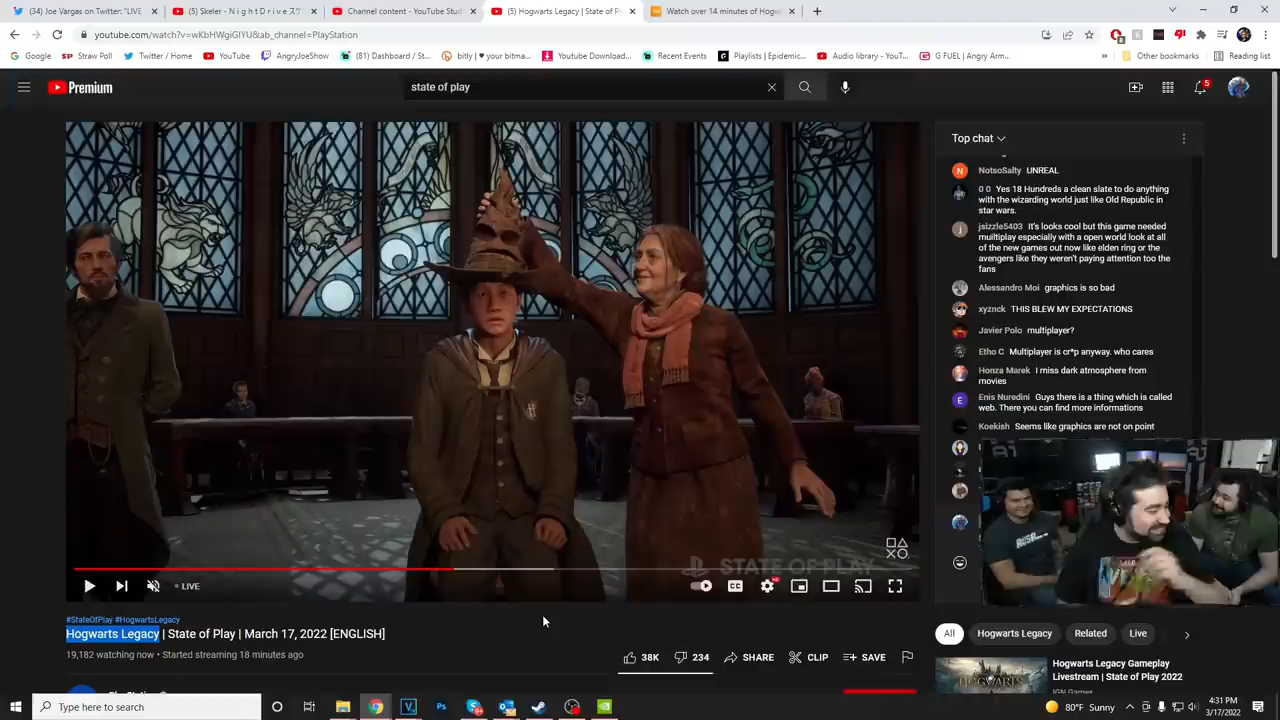 (34) Joe Vargas on Twitter: "LIVE
(5) Skeler - N i g h t D r i v e
Channel content - YouTube Studi
(5) Hogwarts Legacy | State of P
Watch over 14 minutes of Hogwa
youtube.com/watch?v=wKbHWgiGIYU&ab_channel=PlayStation
Google
Straw Poll
Twitter / Home
YouTube
AngryJoeShow
(81) Dashboard / St...
bitly | ♥ your bitma...
Youtube Download...
Recent Events
Playlists | Epidemic...
Audio library - YouT...
G FUEL | Angry Arm...
»
Other bookmarks
Reading list
Premium
state of play
5
Top chat
NotsoSalty UNREAL
0 0 Yes 18 Hundreds a clean slate to do anything
with the wizarding world just like Old Republic in
star wars.
jsizzle5403 It's looks cool but this game needed
multiplay especially with a open world look at all
of the new games out now like elden ring or the
avengers like they weren't paying attention too the
fans
Alessandro Moi graphics is so bad
xyznck THIS BLEW MY EXPECTATIONS
Javier Polo multiplayer?
Etho C Multiplayer is cr*p anyway. who cares
Honza Marek I miss dark atmosphere from
movies
Enis Nuredini Guys there is a thing which is called
web. There you can find more informations
Koekish Seems like graphics are not on point
STATE OF PLAY
LIVE
CC
HD
#StateOfPlay #HogwartsLegacy
Hogwarts Legacy | State of Play | March 17, 2022 [ENGLISH]
19,182 watching now • Started streaming 18 minutes ago
38K
234
SHARE
CLIP
SAVE
All
Hogwarts Legacy
Related
Live
Hogwarts Legacy Gameplay
Livestream | State of Play 2022
IGN Games
Type here to search
80°F Sunny
4:31 PM
3/17/2022